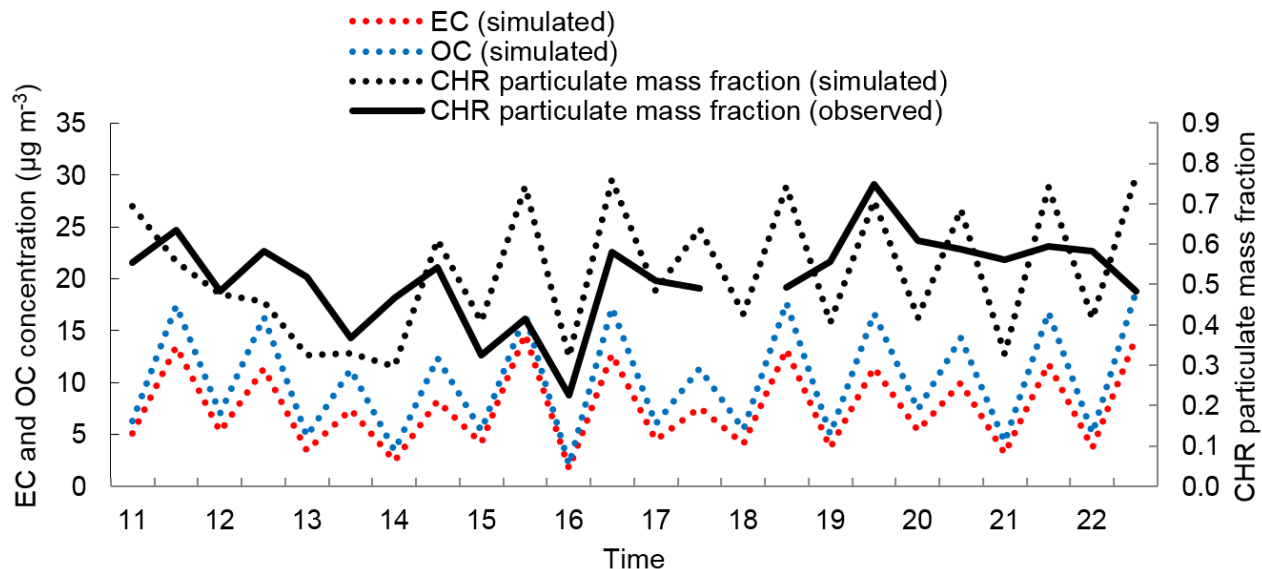 EC (simulated)
OC (simulated)
CHR particulate mass fraction (simulated)
CHR particulate mass fraction (observed)
EC and OC concentration (µg m⁻³)
35
30
25
20
15
10
5
0
0.9
0.8
0.7
0.6
0.5
0.4
0.3
0.2
0.1
0.0
CHR particulate mass fraction
11 12 13 14 15 16 17 18 19 20 21 22
Time